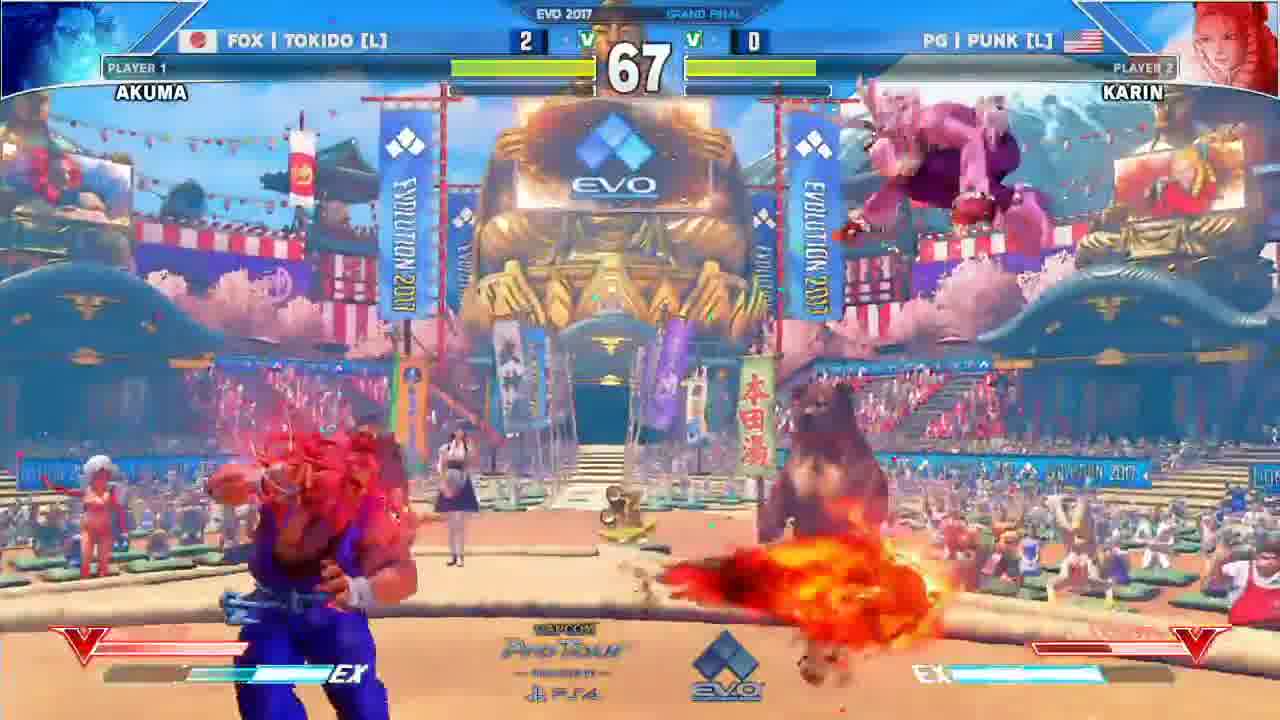 EVO 2017
GRAND FINAL
FOX | TOKIDO [L]
2
V
67
V
0
PG | PUNK [L]
PLAYER 1
PLAYER 2
AKUMA
KARIN
EVO
EVOLUTION 2017
EVOLUTION 2017
本田湯
V
EX
CAPCOM
Pro Tour
PS4
EVO
EX
V